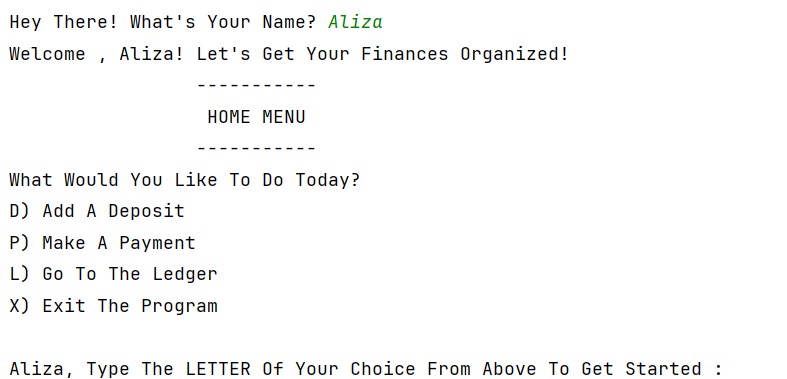 Hey There! What's Your Name? Aliza
Welcome , Aliza! Let's Get Your Finances Organized!
-----------
HOME MENU
-----------
What Would You Like To Do Today?
D) Add A Deposit
P) Make A Payment
L) Go To The Ledger
X) Exit The Program
Aliza, Type The LETTER Of Your Choice From Above To Get Started :